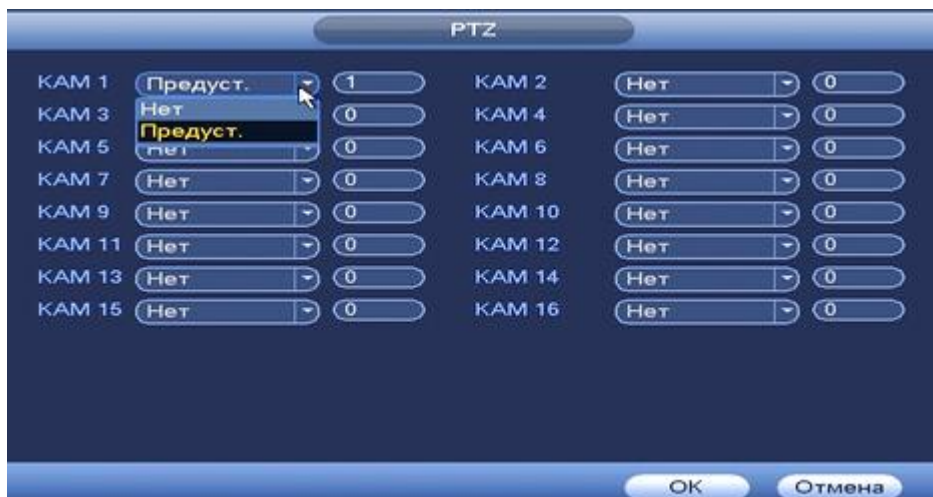 PTZ
КАМ 1 Предуст. 1 КАМ 2 Нет 0
КАМ 3 Нет 0 КАМ 4 Нет 0
Предуст.
КАМ 5 Нет 0 КАМ 6 Нет 0
КАМ 7 Нет 0 КАМ 8 Нет 0
КАМ 9 Нет 0 КАМ 10 Нет 0
КАМ 11 Нет 0 КАМ 12 Нет 0
КАМ 13 Нет 0 КАМ 14 Нет 0
КАМ 15 Нет 0 КАМ 16 Нет 0
OK Отмена